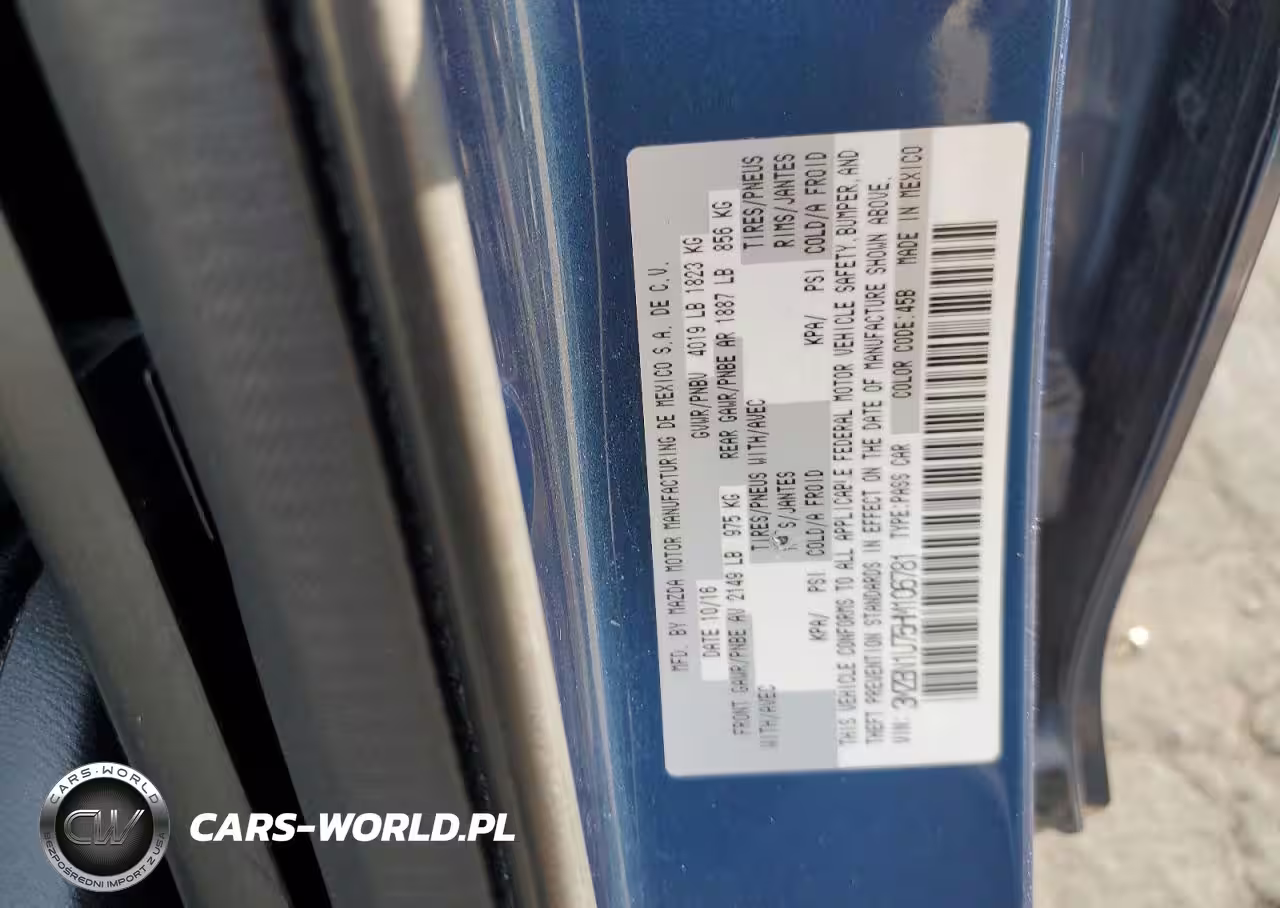 MFD. BY MAZDA MOTOR MANUFACTURING DE MEXICO S.A. DE C.V.
DATE 10/16 GVWR/PNBV 4019 LB 1823 KG
FRONT GAWR/PNBE AV 2149 LB 975 KG REAR GAWR/PNBE AR 1887 LB 856 KG
WITH/AVEC TIRES/PNEUS WITH/AVEC TIRES/PNEUS
S/JANTES RIMS/JANTES
KPA/ PSI COLD/A FROID KPA/ PSI COLD/A FROID
THIS VEHICLE CONFORMS TO ALL APPLICABLE FEDERAL MOTOR VEHICLE SAFETY, BUMPER, AND
THEFT PREVENTION STANDARDS IN EFFECT ON THE DATE OF MANUFACTURE SHOWN ABOVE.
VIN: 3MZBN1U75HM106781 TYPE:PASS CAR COLOR CODE:45B MADE IN MEXICO
CARS-WORLD
CW
BEZPOŚREDNI IMPORT Z USA
CARS-WORLD.PL